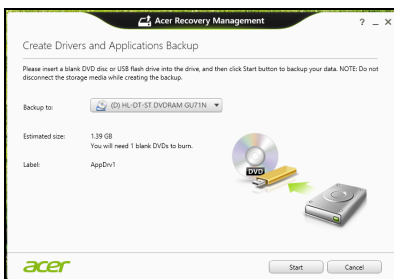 Acer Recovery Management
? _ X
Create Drivers and Applications Backup
Please insert a blank DVD disc or USB flash drive into the drive, and then click Start button to backup your data. NOTE: Do not
disconnect the storage media while creating the backup.
Backup to: (D) HL-DT-ST DVDRAM GU71N
Estimated size: 1.39 GB
You will need 1 blank DVDs to burn.
Label: AppDrv1
DVD
acer
Start Cancel